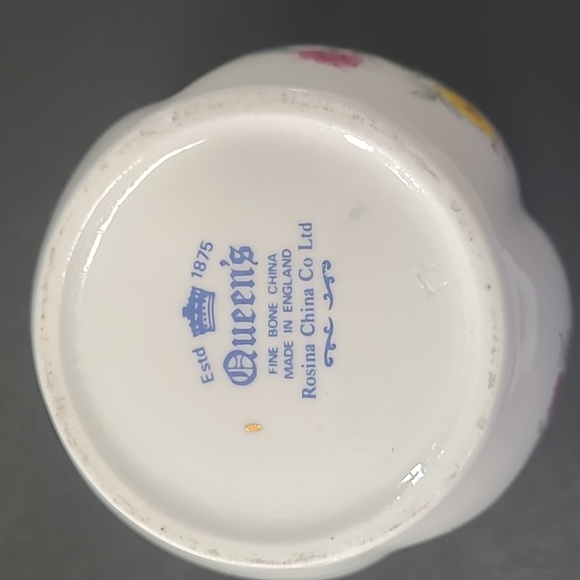 Estd 1875
Queen's
FINE BONE CHINA
MADE IN ENGLAND
Rosina China Co Ltd